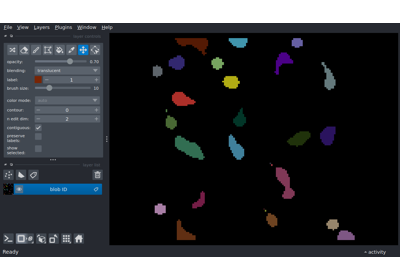 File View Layers Plugins Window Help
opacity: 0.70
blending: translucent
label: 1
brush size: 10
color mode:
contour: 0
n edit dim: 2
contiguous:
preserve
labels:
show
selected:
blob ID
Ready
activity